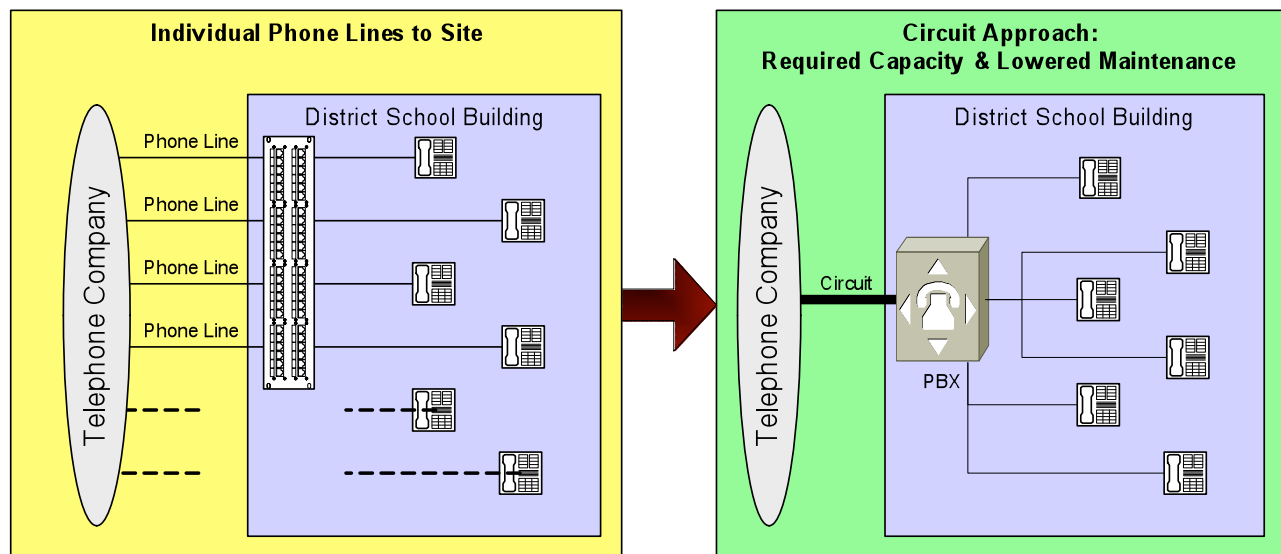 Individual Phone Lines to Site
District School Building
Telephone Company
Phone Line
Phone Line
Phone Line
Phone Line
Circuit Approach:
Required Capacity & Lowered Maintenance
District School Building
Telephone Company
Circuit
PBX